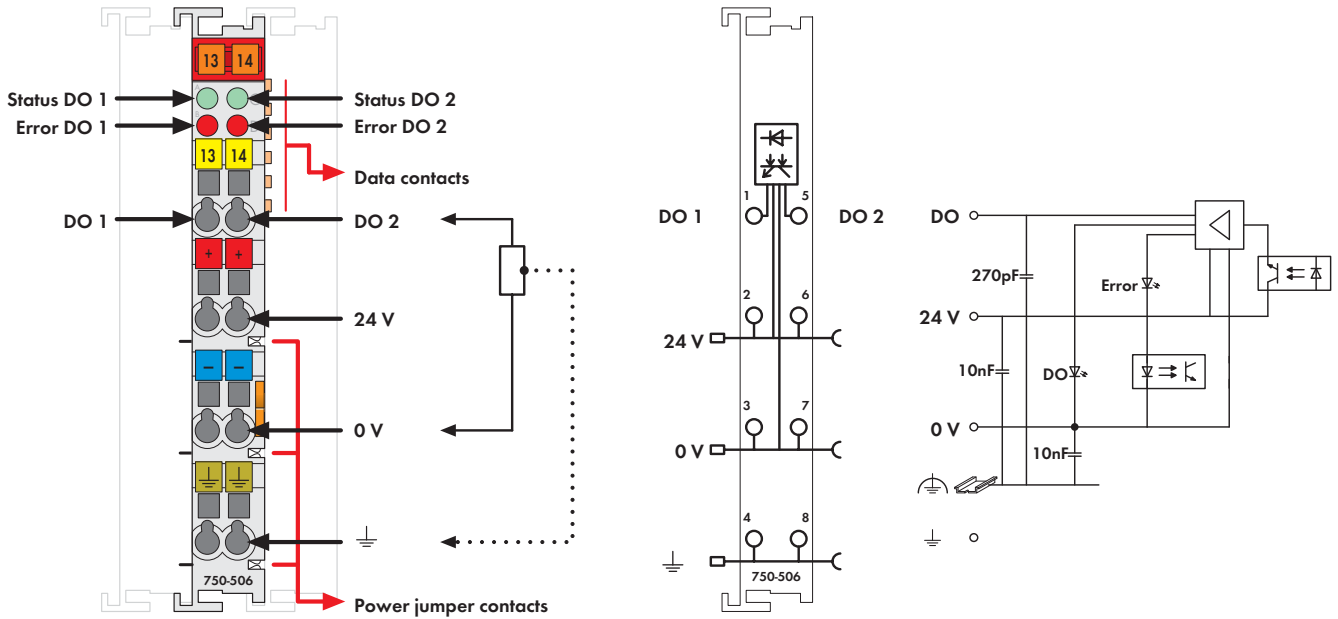 13 14
Status DO 1
Status DO 2
Error DO 1
Error DO 2
13 14
Data contacts
DO 1
DO 2
+ +
24 V
− −
0 V
750-506
Power jumper contacts
1 5
DO 1
DO 2
2 6
24 V
3 7
0 V
4 8
750-506
DO
270pF
Error
24 V
10nF
DO
0 V
10nF